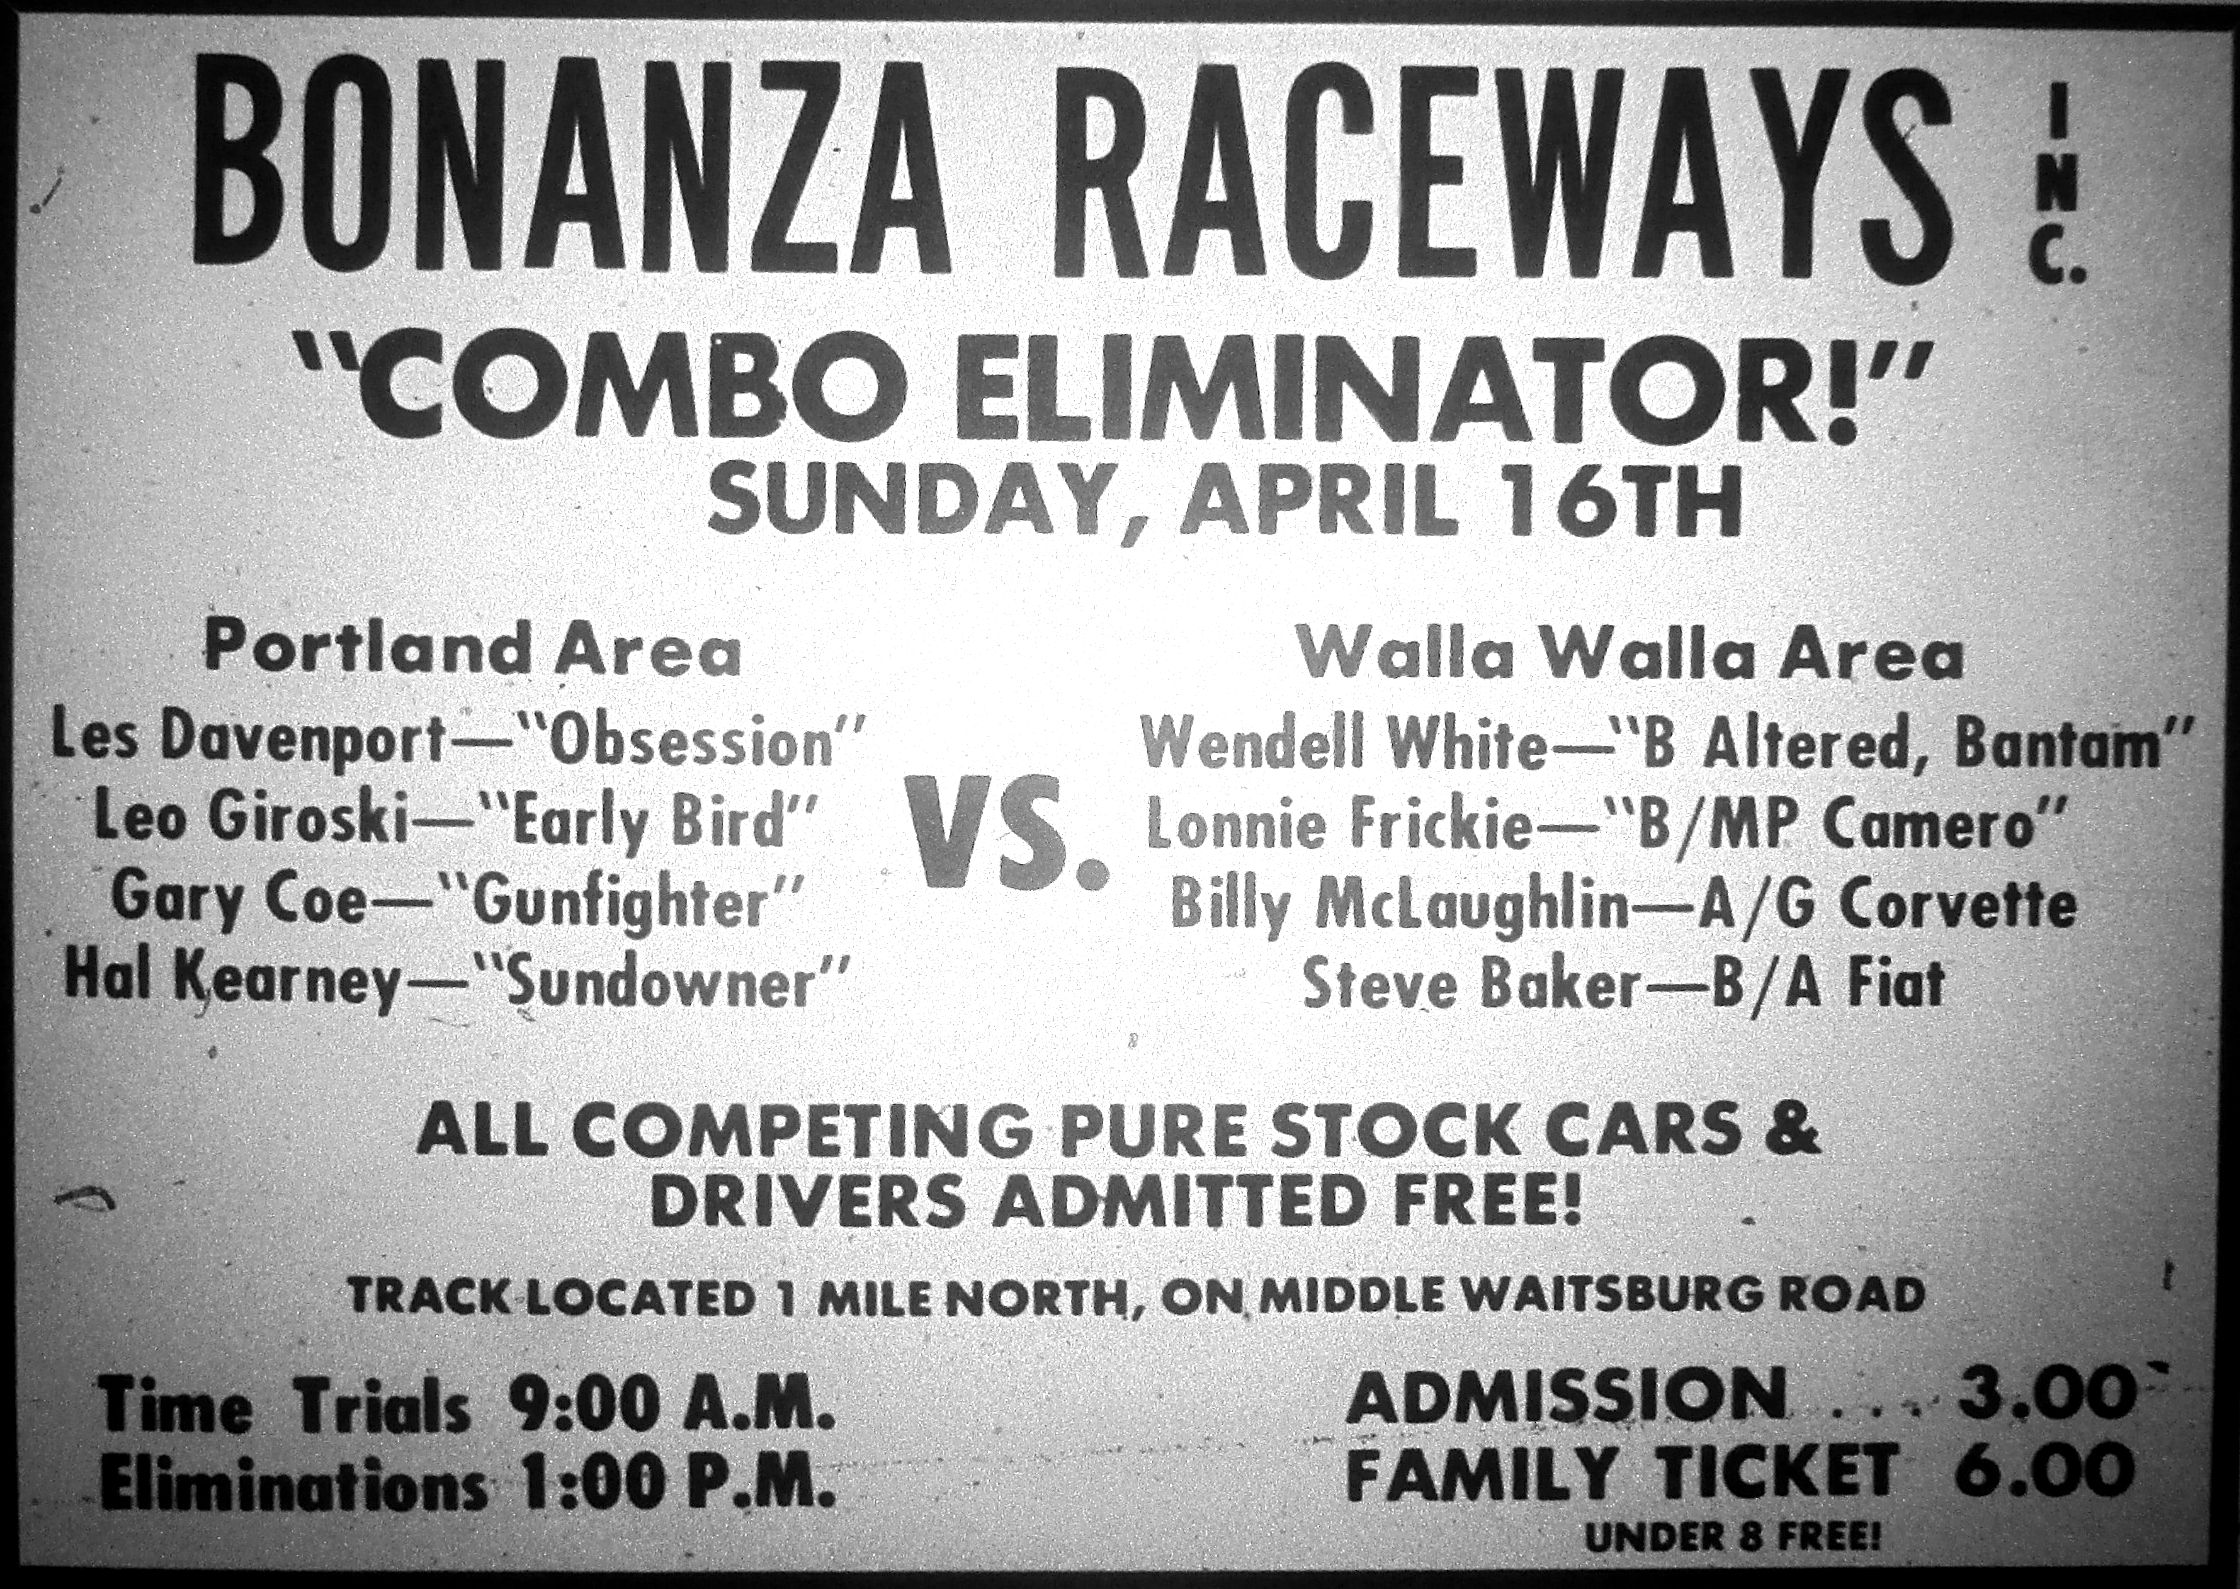 BONANZA RACEWAYS INC.
"COMBO ELIMINATOR!"
SUNDAY, APRIL 16TH
Portland Area
Les Davenport—"Obsession"
Leo Giroski—"Early Bird"
Gary Coe—"Gunfighter"
Hal Kearney—"Sundowner"
VS.
Walla Walla Area
Wendell White—"B Altered, Bantam"
Lonnie Frickie—"B/MP Camero"
Billy McLaughlin—A/G Corvette
Steve Baker—B/A Fiat
ALL COMPETING PURE STOCK CARS &
DRIVERS ADMITTED FREE!
TRACK LOCATED 1 MILE NORTH, ON MIDDLE WAITSBURG ROAD
Time Trials 9:00 A.M.
Eliminations 1:00 P.M.
ADMISSION .... 3.00
FAMILY TICKET 6.00
UNDER 8 FREE!